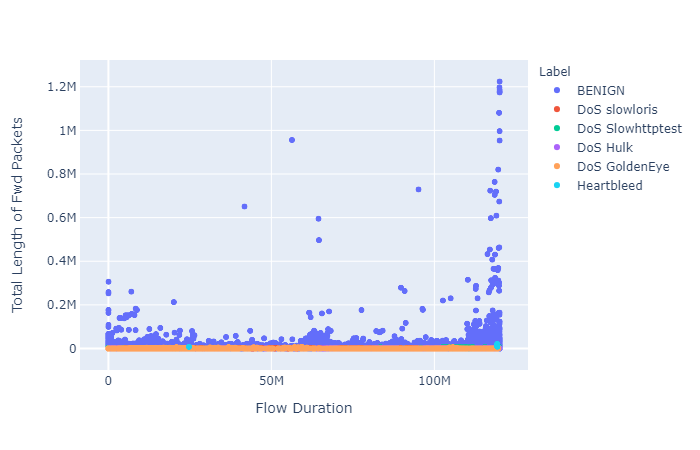 Total Length of Fwd Packets
1.2M
1M
0.8M
0.6M
0.4M
0.2M
0
0
50M
100M
Flow Duration
Label
BENIGN
DoS slowloris
DoS Slowhttptest
DoS Hulk
DoS GoldenEye
Heartbleed